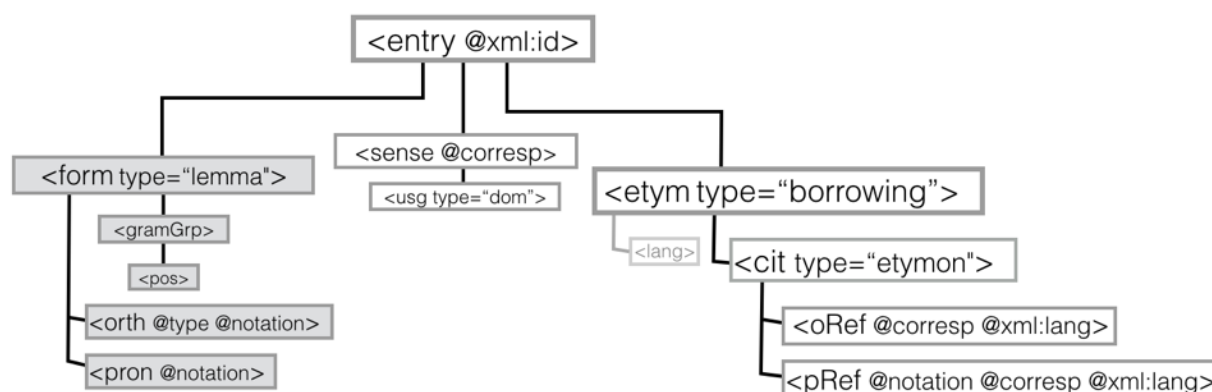 <entry @xml:id>
<form type=“lemma">
<gramGrp>
<pos>
<orth @type @notation>
<pron @notation>
<sense @corresp>
<usg type=“dom”>
<etym type=“borrowing”>
<lang>
<cit type=“etymon">
<oRef @corresp @xml:lang>
<pRef @notation @corresp @xml:lang>